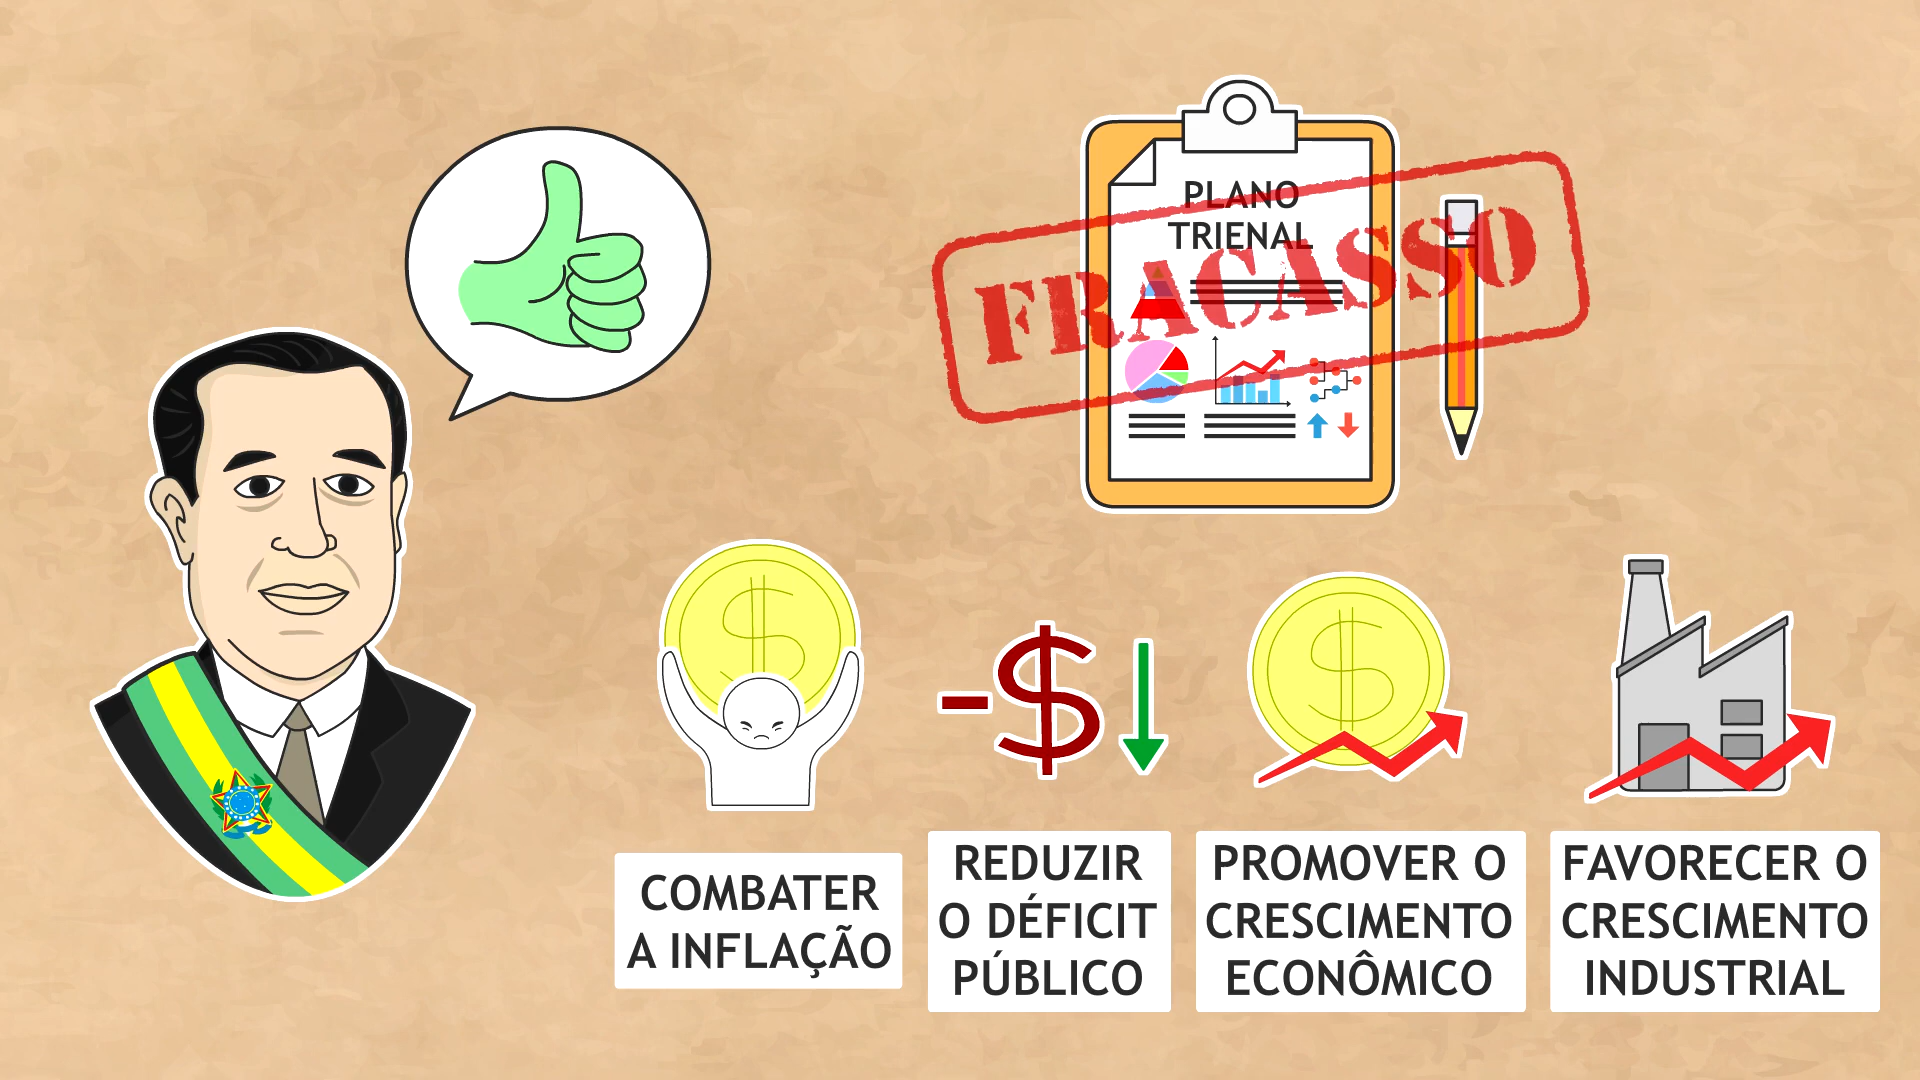 PLANO
TRIENAL
FRACASSO
COMBATER
A INFLAÇÃO
REDUZIR
O DÉFICIT
PÚBLICO
PROMOVER O
CRESCIMENTO
ECONÔMICO
FAVORECER O
CRESCIMENTO
INDUSTRIAL